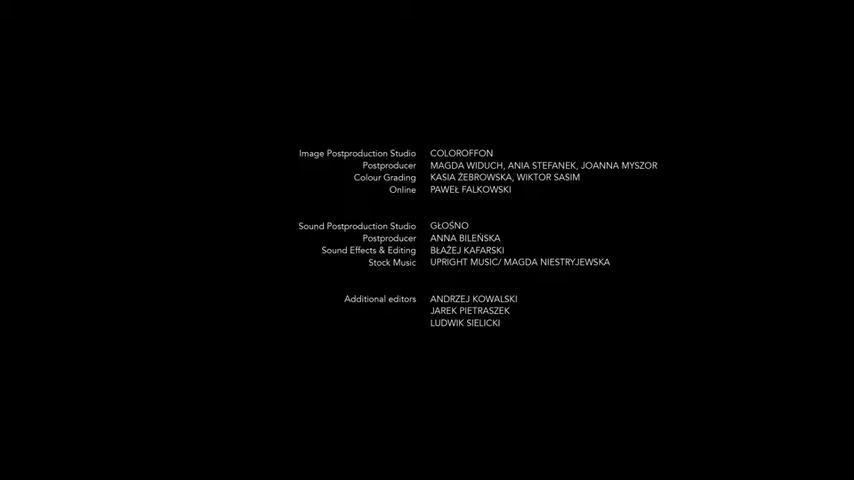 Image Postproduction Studio COLOROFFON
Postproducer MAGDA WIDUCH, ANIA STEFANEK, JOANNA MYSZOR
Colour Grading KASIA ŻEBROWSKA, WIKTOR SASIM
Online PAWEŁ FALKOWSKI
Sound Postproduction Studio GŁOŚNO
Postproducer ANNA BILEŃSKA
Sound Effects & Editing BŁAŻEJ KAFARSKI
Stock Music UPRIGHT MUSIC/ MAGDA NIESTRYJEWSKA
Additional editors ANDRZEJ KOWALSKI
JAREK PIETRASZEK
LUDWIK SIELICKI